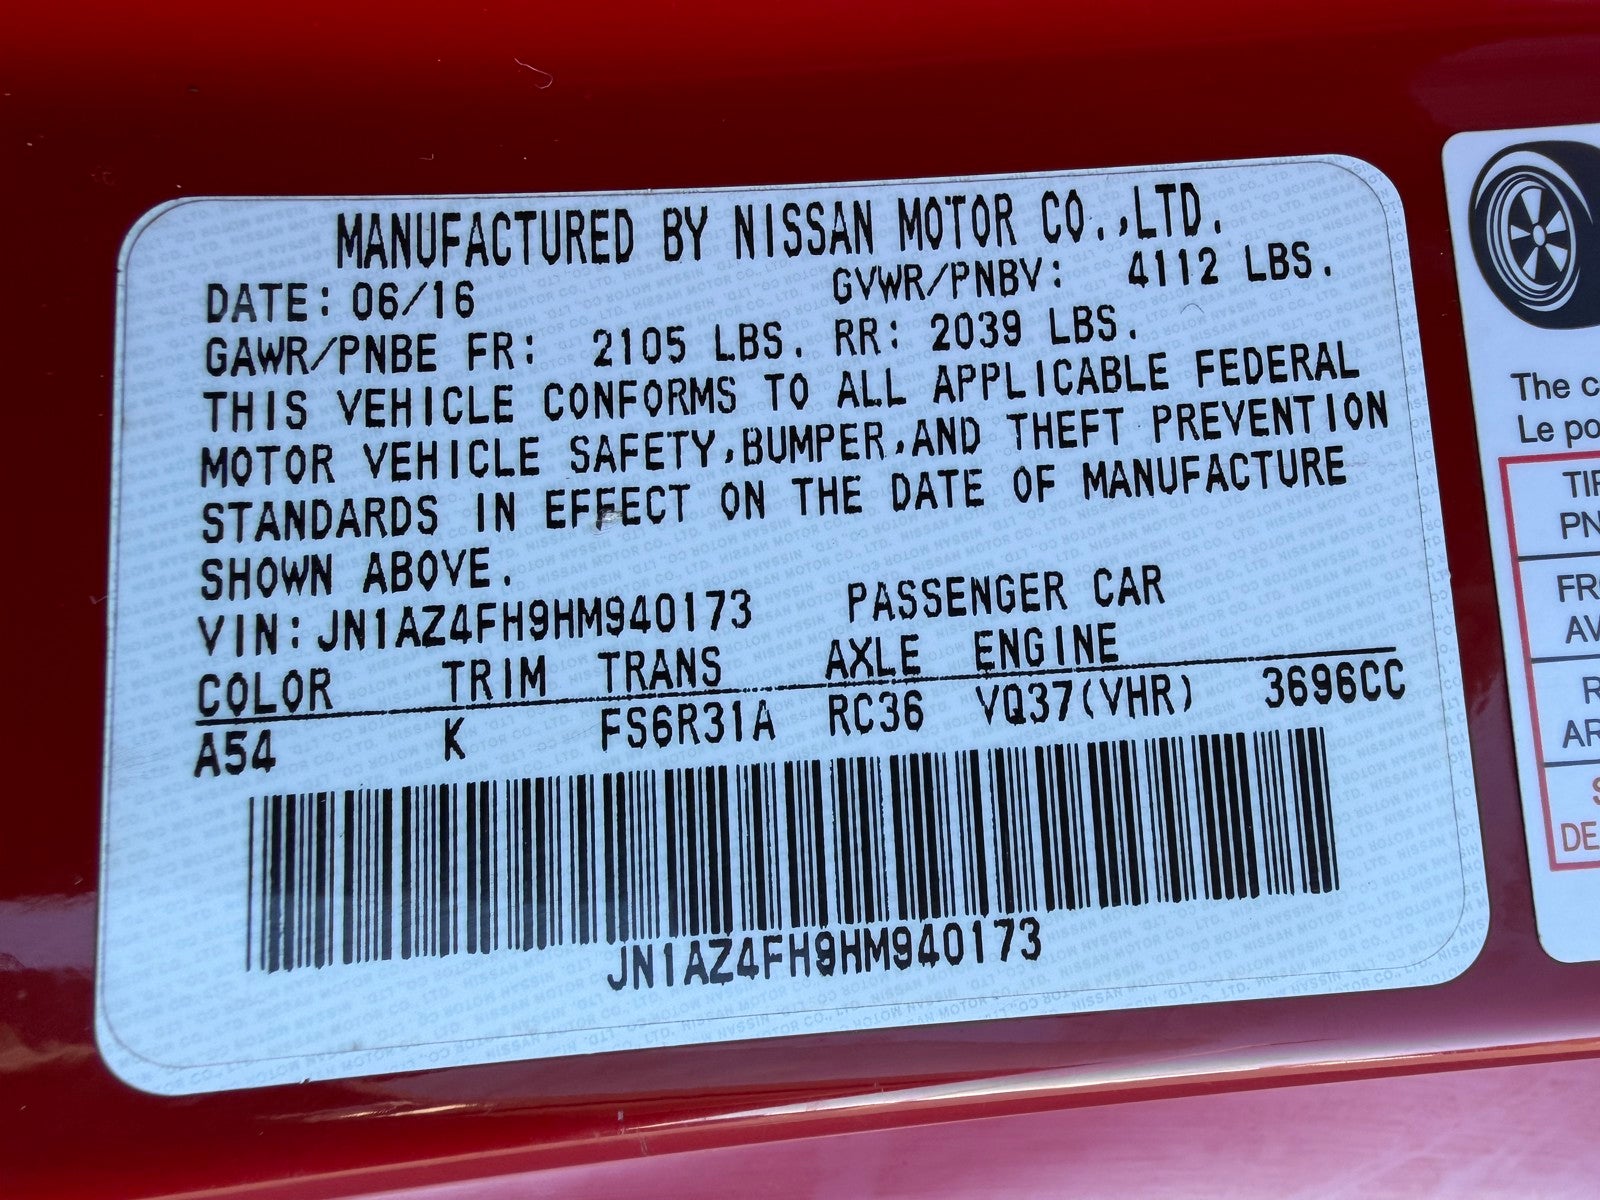 MANUFACTURED BY NISSAN MOTOR CO.,LTD.
DATE: 06/16 GVWR/PNBV: 4112 LBS.
GAWR/PNBE FR: 2105 LBS. RR: 2039 LBS.
THIS VEHICLE CONFORMS TO ALL APPLICABLE FEDERAL
MOTOR VEHICLE SAFETY,BUMPER,AND THEFT PREVENTION
STANDARDS IN EFFECT ON THE DATE OF MANUFACTURE
SHOWN ABOVE.
VIN: JN1AZ4FH9HM940173 PASSENGER CAR
COLOR TRIM TRANS AXLE ENGINE
A54 K FS6R31A RC36 VQ37(VHR) 3696CC
JN1AZ4FH9HM940173
The
Le